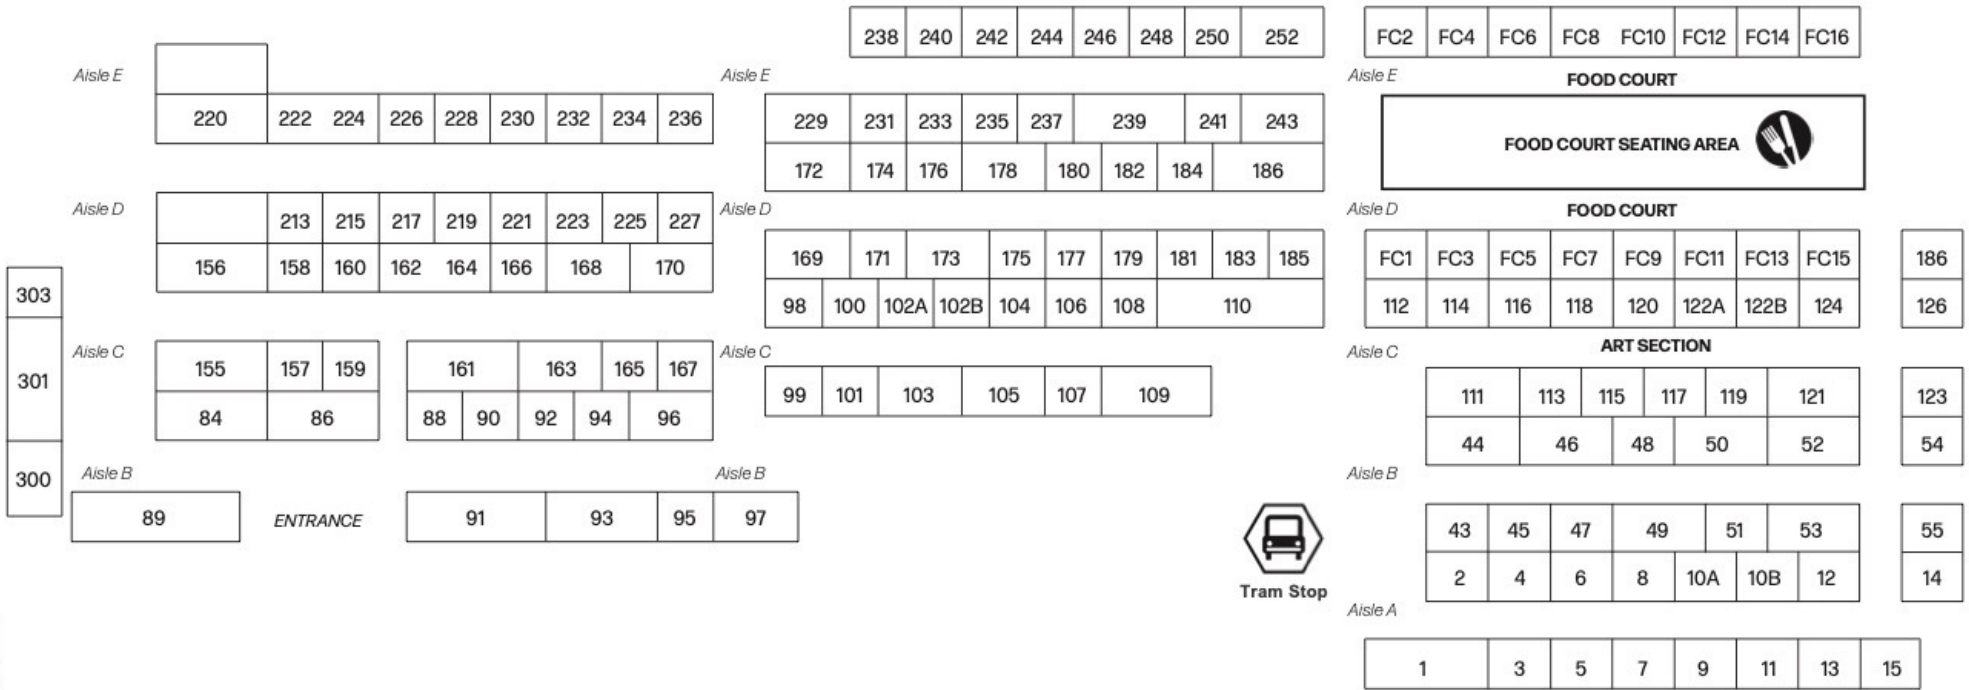 238 240 242 244 246 248 250 252 FC2 FC4 FC6 FC8 FC10 FC12 FC14 FC16
Aisle E Aisle E Aisle E FOOD COURT
220 222 224 226 228 230 232 234 236 229 231 233 235 237 239 241 243
FOOD COURT SEATING AREA
172 174 176 178 180 182 184 186
Aisle D Aisle D Aisle D FOOD COURT
213 215 217 219 221 223 225 227
169 171 173 175 177 179 181 183 185 FC1 FC3 FC5 FC7 FC9 FC11 FC13 FC15 186
156 158 160 162 164 166 168 170
303 98 100 102A 102B 104 106 108 110 112 114 116 118 120 122A 122B 124 126
Aisle C Aisle C Aisle C ART SECTION
155 157 159 161 163 165 167
301 99 101 103 105 107 109 111 113 115 117 119 121 123
84 86 88 90 92 94 96
44 46 48 50 52 54
Aisle B Aisle B Aisle B
300
89 ENTRANCE 91 93 95 97
43 45 47 49 51 53 55
2 4 6 8 10A 10B 12 14
Tram Stop
Aisle A
1 3 5 7 9 11 13 15